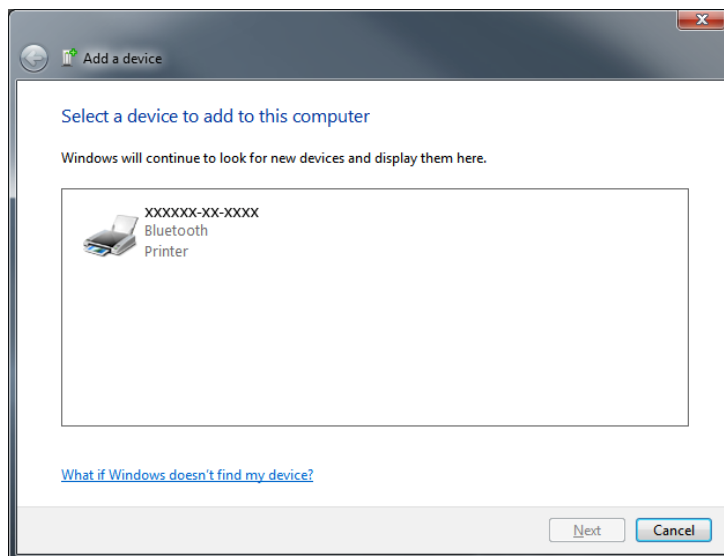 Add a device
Select a device to add to this computer
Windows will continue to look for new devices and display them here.
XXXXXX-XX-XXXX
Bluetooth
Printer
What if Windows doesn't find my device?
Next
Cancel